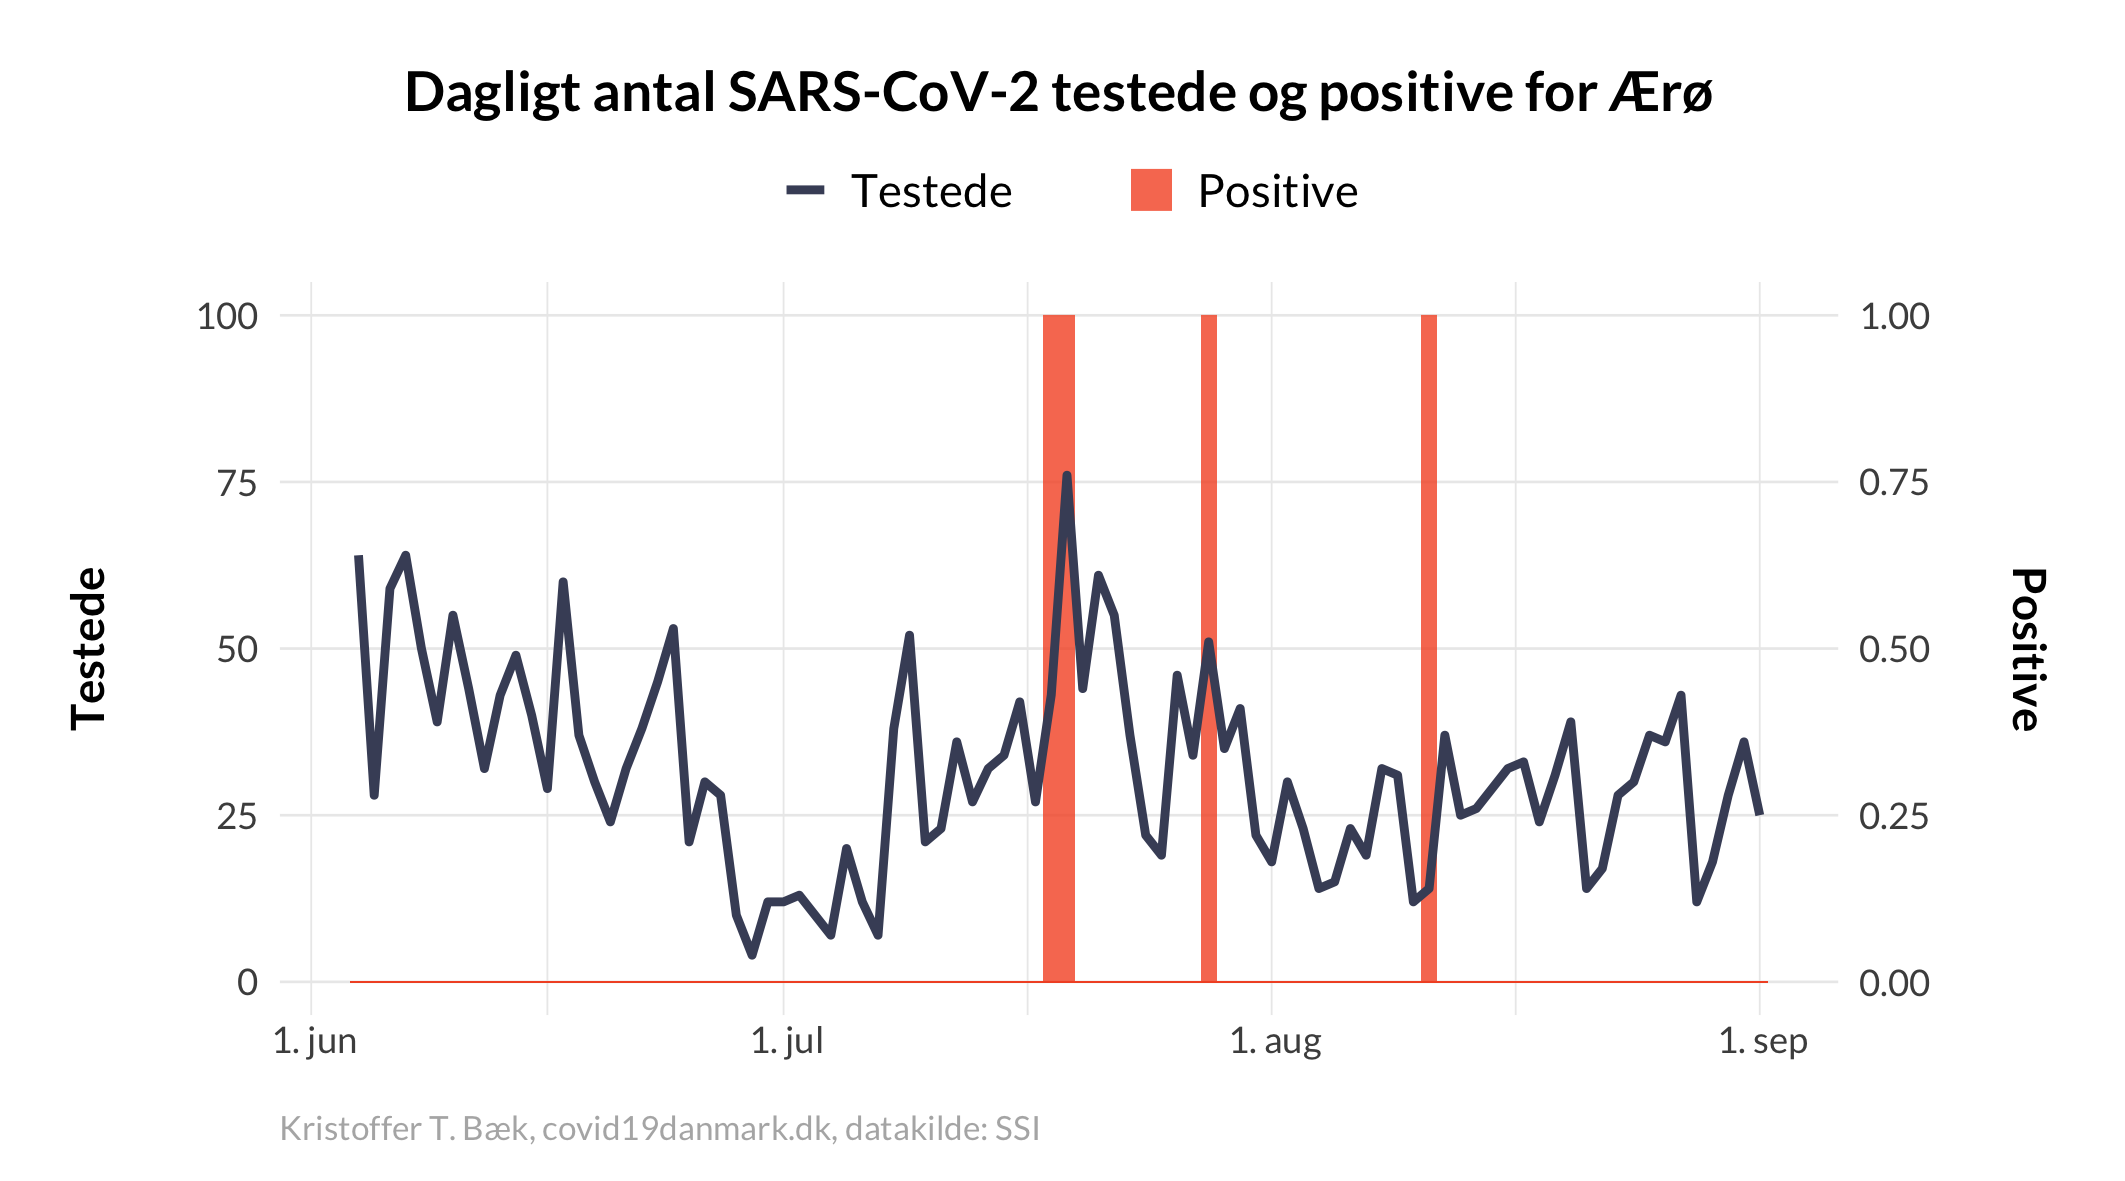 Dagligt antal SARS-CoV-2 testede og positive for Ærø
Testede Positive
100 1.00
75 0.75
50 0.50
25 0.25
0 0.00
Testede
Positive
1. jun 1. jul 1. aug 1. sep
Kristoffer T. Bæk, covid19danmark.dk, datakilde: SSI